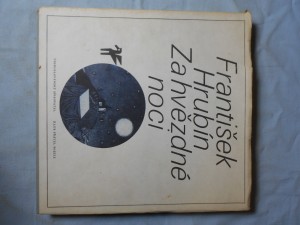 František
Hrubín
Za hvězdné
noci